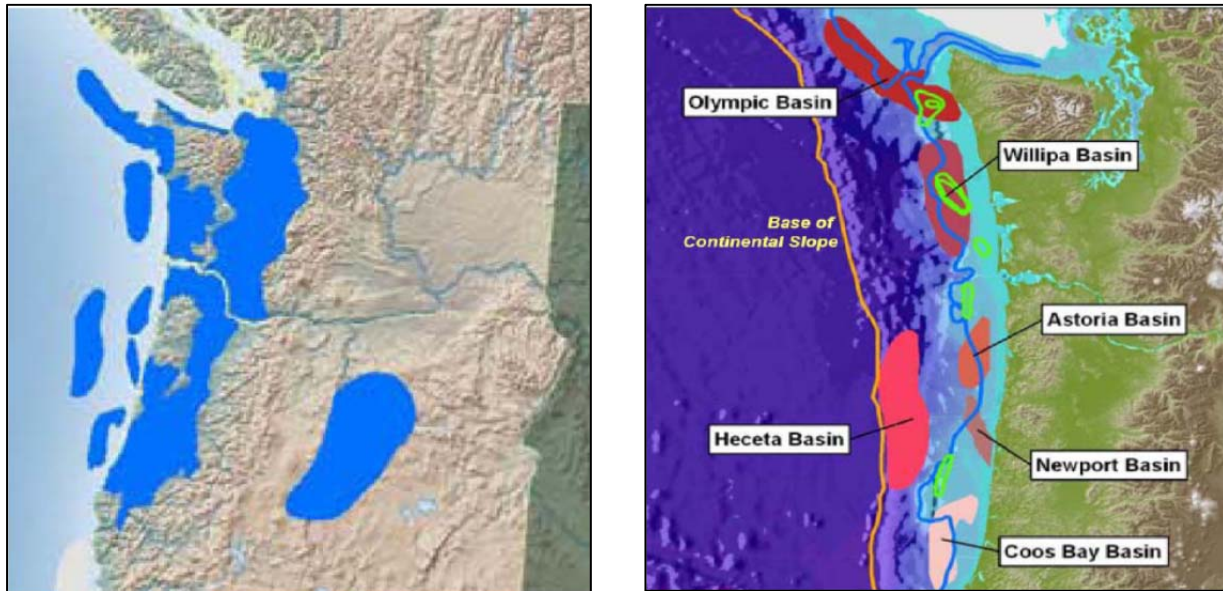 Olympic Basin
Willipa Basin
Base of
Continental Slope
Astoria Basin
Heceta Basin
Newport Basin
Coos Bay Basin